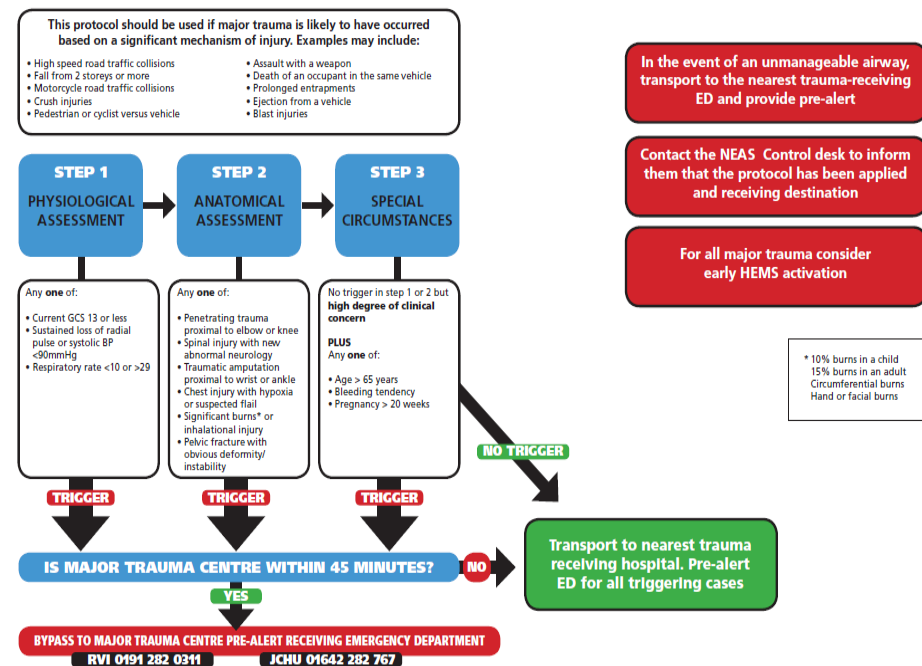 This protocol should be used if major trauma is likely to have occurred
based on a significant mechanism of injury. Examples may include:
• High speed road traffic collisions
• Fall from 2 storeys or more
• Motorcycle road traffic collisions
• Crush injuries
• Pedestrian or cyclist versus vehicle
• Assault with a weapon
• Death of an occupant in the same vehicle
• Prolonged entrapments
• Ejection from a vehicle
• Blast injuries
In the event of an unmanageable airway,
transport to the nearest trauma-receiving
ED and provide pre-alert
Contact the NEAS Control desk to inform
them that the protocol has been applied
and receiving destination
For all major trauma consider
early HEMS activation
STEP 1
PHYSIOLOGICAL
ASSESSMENT
STEP 2
ANATOMICAL
ASSESSMENT
STEP 3
SPECIAL
CIRCUMSTANCES
Any one of:
• Current GCS 13 or less
• Sustained loss of radial
pulse or systolic BP
<90mmHg
• Respiratory rate <10 or >29
Any one of:
• Penetrating trauma
proximal to elbow or knee
• Spinal injury with new
abnormal neurology
• Traumatic amputation
proximal to wrist or ankle
• Chest injury with hypoxia
or suspected flail
• Significant burns* or
inhalational injury
• Pelvic fracture with
obvious deformity/
instability
No trigger in step 1 or 2 but
high degree of clinical
concern
PLUS
Any one of:
• Age > 65 years
• Bleeding tendency
• Pregnancy > 20 weeks
* 10% burns in a child
15% burns in an adult
Circumferential burns
Hand or facial burns
NO TRIGGER
TRIGGER
TRIGGER
TRIGGER
IS MAJOR TRAUMA CENTRE WITHIN 45 MINUTES?
NO
Transport to nearest trauma
receiving hospital. Pre-alert
ED for all triggering cases
YES
BYPASS TO MAJOR TRAUMA CENTRE PRE-ALERT RECEIVING EMERGENCY DEPARTMENT
RVI 0191 282 0311
JCHU 01642 282 767